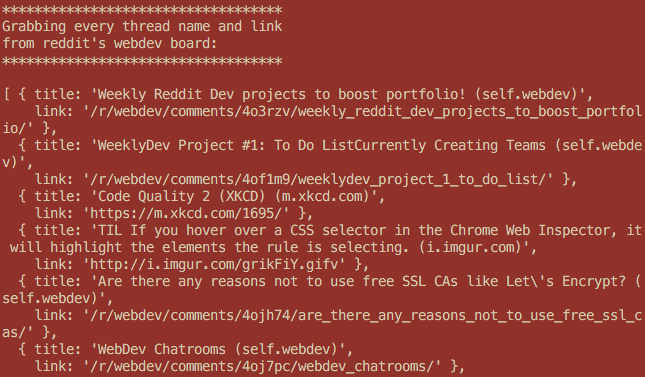 ***********************************
Grabbing every thread name and link
from reddit's webdev board:
***********************************
[ { title: 'Weekly Reddit Dev projects to boost portfolio! (self.webdev)',
link: '/r/webdev/comments/4o3rzv/weekly_reddit_dev_projects_to_boost_portfol
io/' },
{ title: 'WeeklyDev Project #1: To Do ListCurrently Creating Teams (self.webde
v)',
link: '/r/webdev/comments/4of1m9/weeklydev_project_1_to_do_list/' },
{ title: 'Code Quality 2 (XKCD) (m.xkcd.com)',
link: 'https://m.xkcd.com/1695/' },
{ title: 'TIL If you hover over a CSS selector in the Chrome Web Inspector, it
will highlight the elements the rule is selecting. (i.imgur.com)',
link: 'http://i.imgur.com/grikFiY.gifv' },
{ title: 'Are there any reasons not to use free SSL CAs like Let\'s Encrypt? (
self.webdev)',
link: '/r/webdev/comments/4ojh74/are_there_any_reasons_not_to_use_free_ssl_c
as/' },
{ title: 'WebDev Chatrooms (self.webdev)',
link: '/r/webdev/comments/4oj7pc/webdev_chatrooms/' },